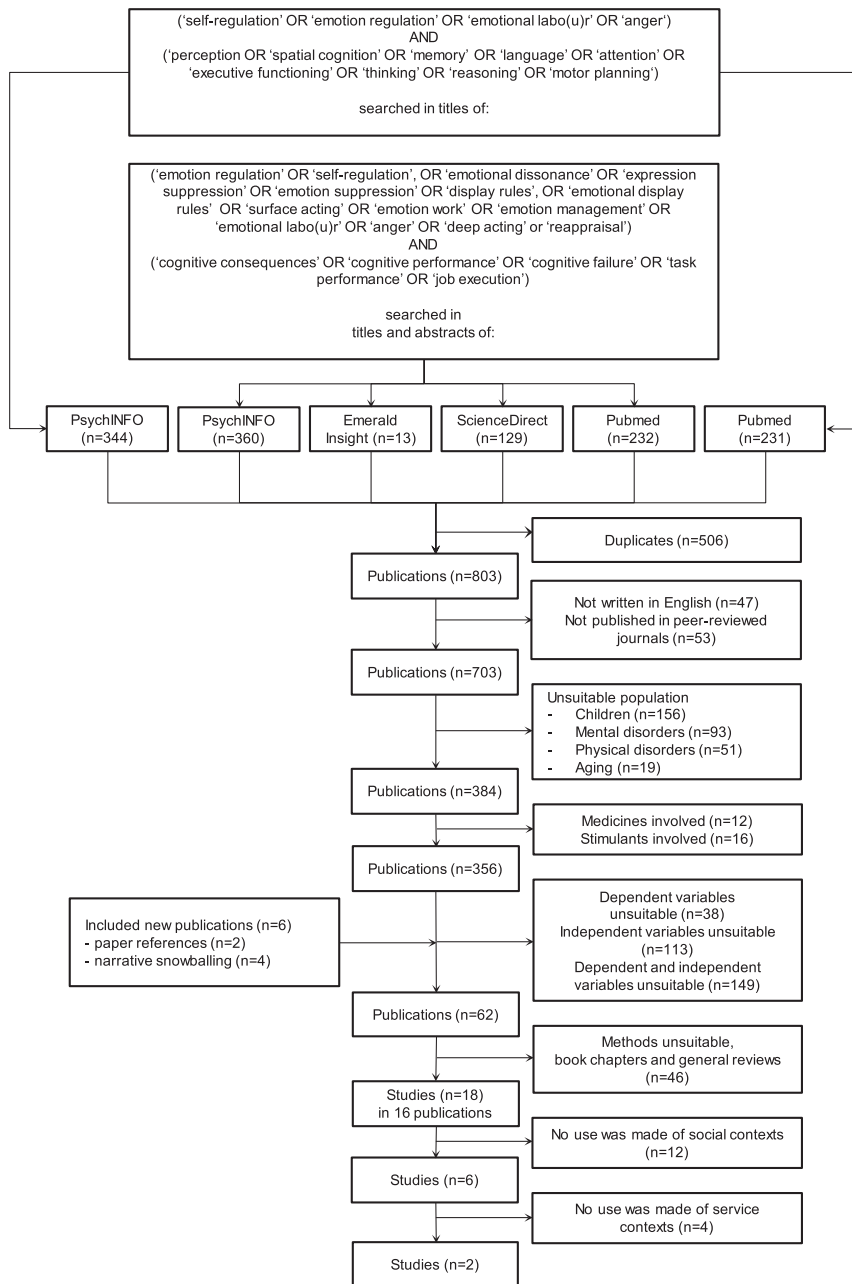 (‘self-regulation’ OR ‘emotion regulation’ OR ‘emotional labo(u)r’ OR ‘anger‘)
AND
(‘perception OR ‘spatial cognition’ OR ‘memory’ OR ‘language’ OR ‘attention’ OR
‘executive functioning’ OR ‘thinking’ OR ‘reasoning’ OR ‘motor planning‘)
searched in titles of:
(‘emotion regulation’ OR ‘self-regulation’, OR ‘emotional dissonance’ OR ‘expression
suppression’ OR ‘emotion suppression’ OR ‘display rules’, OR ‘emotional display
rules’ OR ‘surface acting’ OR ‘emotion work’ OR ‘emotion management’ OR
‘emotional labo(u)r’ OR ‘anger’ OR ‘deep acting’ or ‘reappraisal’)
AND
(‘cognitive consequences’ OR ‘cognitive performance’ OR ‘cognitive failure’ OR ‘task
performance’ OR ‘job execution’)
searched in
titles and abstracts of:
PsychINFO
(n=344)
PsychINFO
(n=360)
Emerald
Insight (n=13)
ScienceDirect
(n=129)
Pubmed
(n=232)
Pubmed
(n=231)
Duplicates (n=506)
Publications (n=803)
Not written in English (n=47)
Not published in peer-reviewed
journals (n=53)
Publications (n=703)
Unsuitable population
- Children (n=156)
- Mental disorders (n=93)
- Physical disorders (n=51)
- Aging (n=19)
Publications (n=384)
Medicines involved (n=12)
Stimulants involved (n=16)
Publications (n=356)
Included new publications (n=6)
- paper references (n=2)
- narrative snowballing (n=4)
Dependent variables
unsuitable (n=38)
Independent variables unsuitable
(n=113)
Dependent and independent
variables unsuitable (n=149)
Publications (n=62)
Methods unsuitable,
book chapters and general reviews
(n=46)
Studies (n=18)
in 16 publications
No use was made of social contexts
(n=12)
Studies (n=6)
No use was made of service
contexts (n=4)
Studies (n=2)